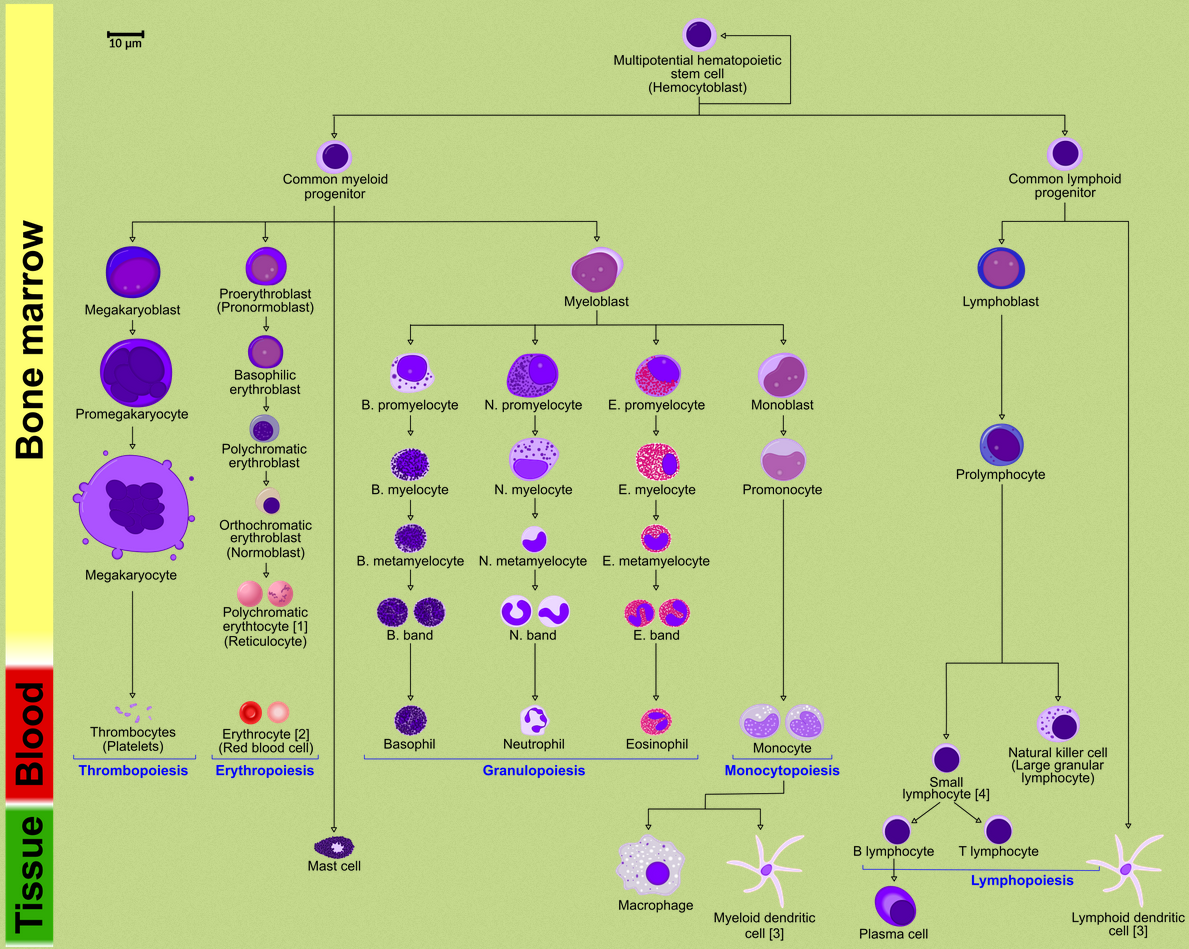 10 µm
Multipotential hematopoietic
stem cell
(Hemocytoblast)
Common myeloid
progenitor
Common lymphoid
progenitor
Bone marrow
Blood
Tissue
Megakaryoblast
Promegakaryocyte
Megakaryocyte
Thrombocytes
(Platelets)
Thrombopoiesis
Proerythroblast
(Pronormoblast)
Basophilic
erythroblast
Polychromatic
erythroblast
Orthochromatic
erythroblast
(Normoblast)
Polychromatic
erythtocyte [1]
(Reticulocyte)
Erythrocyte [2]
(Red blood cell)
Erythropoiesis
Mast cell
Myeloblast
B. promyelocyte
B. myelocyte
B. metamyelocyte
B. band
Basophil
N. promyelocyte
N. myelocyte
N. metamyelocyte
N. band
Neutrophil
E. promyelocyte
E. myelocyte
E. metamyelocyte
E. band
Eosinophil
Granulopoiesis
Monoblast
Promonocyte
Monocyte
Monocytopoiesis
Macrophage
Myeloid dendritic
cell [3]
Lymphoblast
Prolymphocyte
Natural killer cell
(Large granular
lymphocyte)
Small
lymphocyte [4]
B lymphocyte
T lymphocyte
Lymphopoiesis
Plasma cell
Lymphoid dendritic
cell [3]